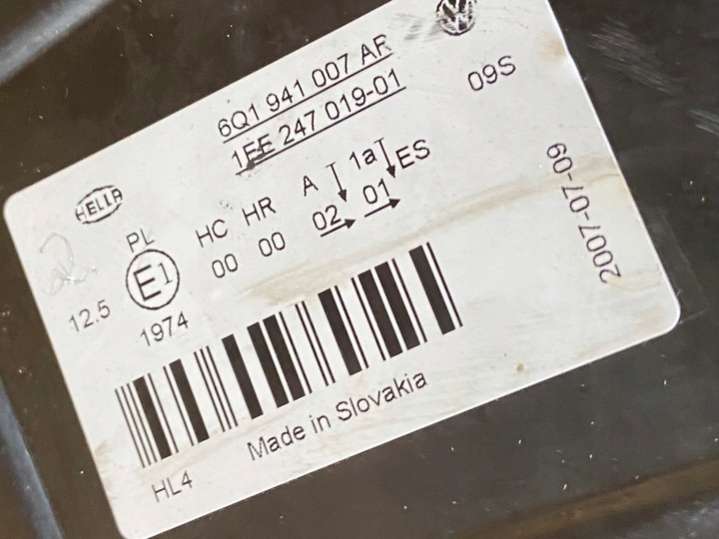 VW
6Q1 941 007 AF
1EE 247 019-01
09S
HELLA
PL
HC HR A 1a ES
12.5
E1
00 00 02 01
1974
2007-07-09
Made in Slovakia
HL4